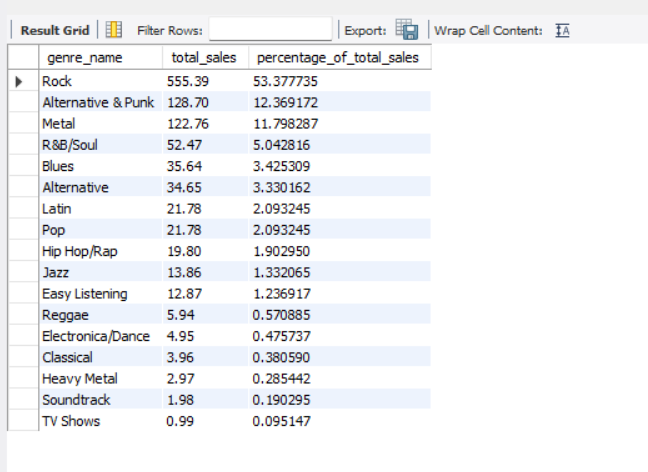 Result Grid Filter Rows: Export: Wrap Cell Content: IA
genre_name total_sales percentage_of_total_sales
Rock 555.39 53.377735
Alternative & Punk 128.70 12.369172
Metal 122.76 11.798287
R&B/Soul 52.47 5.042816
Blues 35.64 3.425309
Alternative 34.65 3.330162
Latin 21.78 2.093245
Pop 21.78 2.093245
Hip Hop/Rap 19.80 1.902950
Jazz 13.86 1.332065
Easy Listening 12.87 1.236917
Reggae 5.94 0.570885
Electronica/Dance 4.95 0.475737
Classical 3.96 0.380590
Heavy Metal 2.97 0.285442
Soundtrack 1.98 0.190295
TV Shows 0.99 0.095147